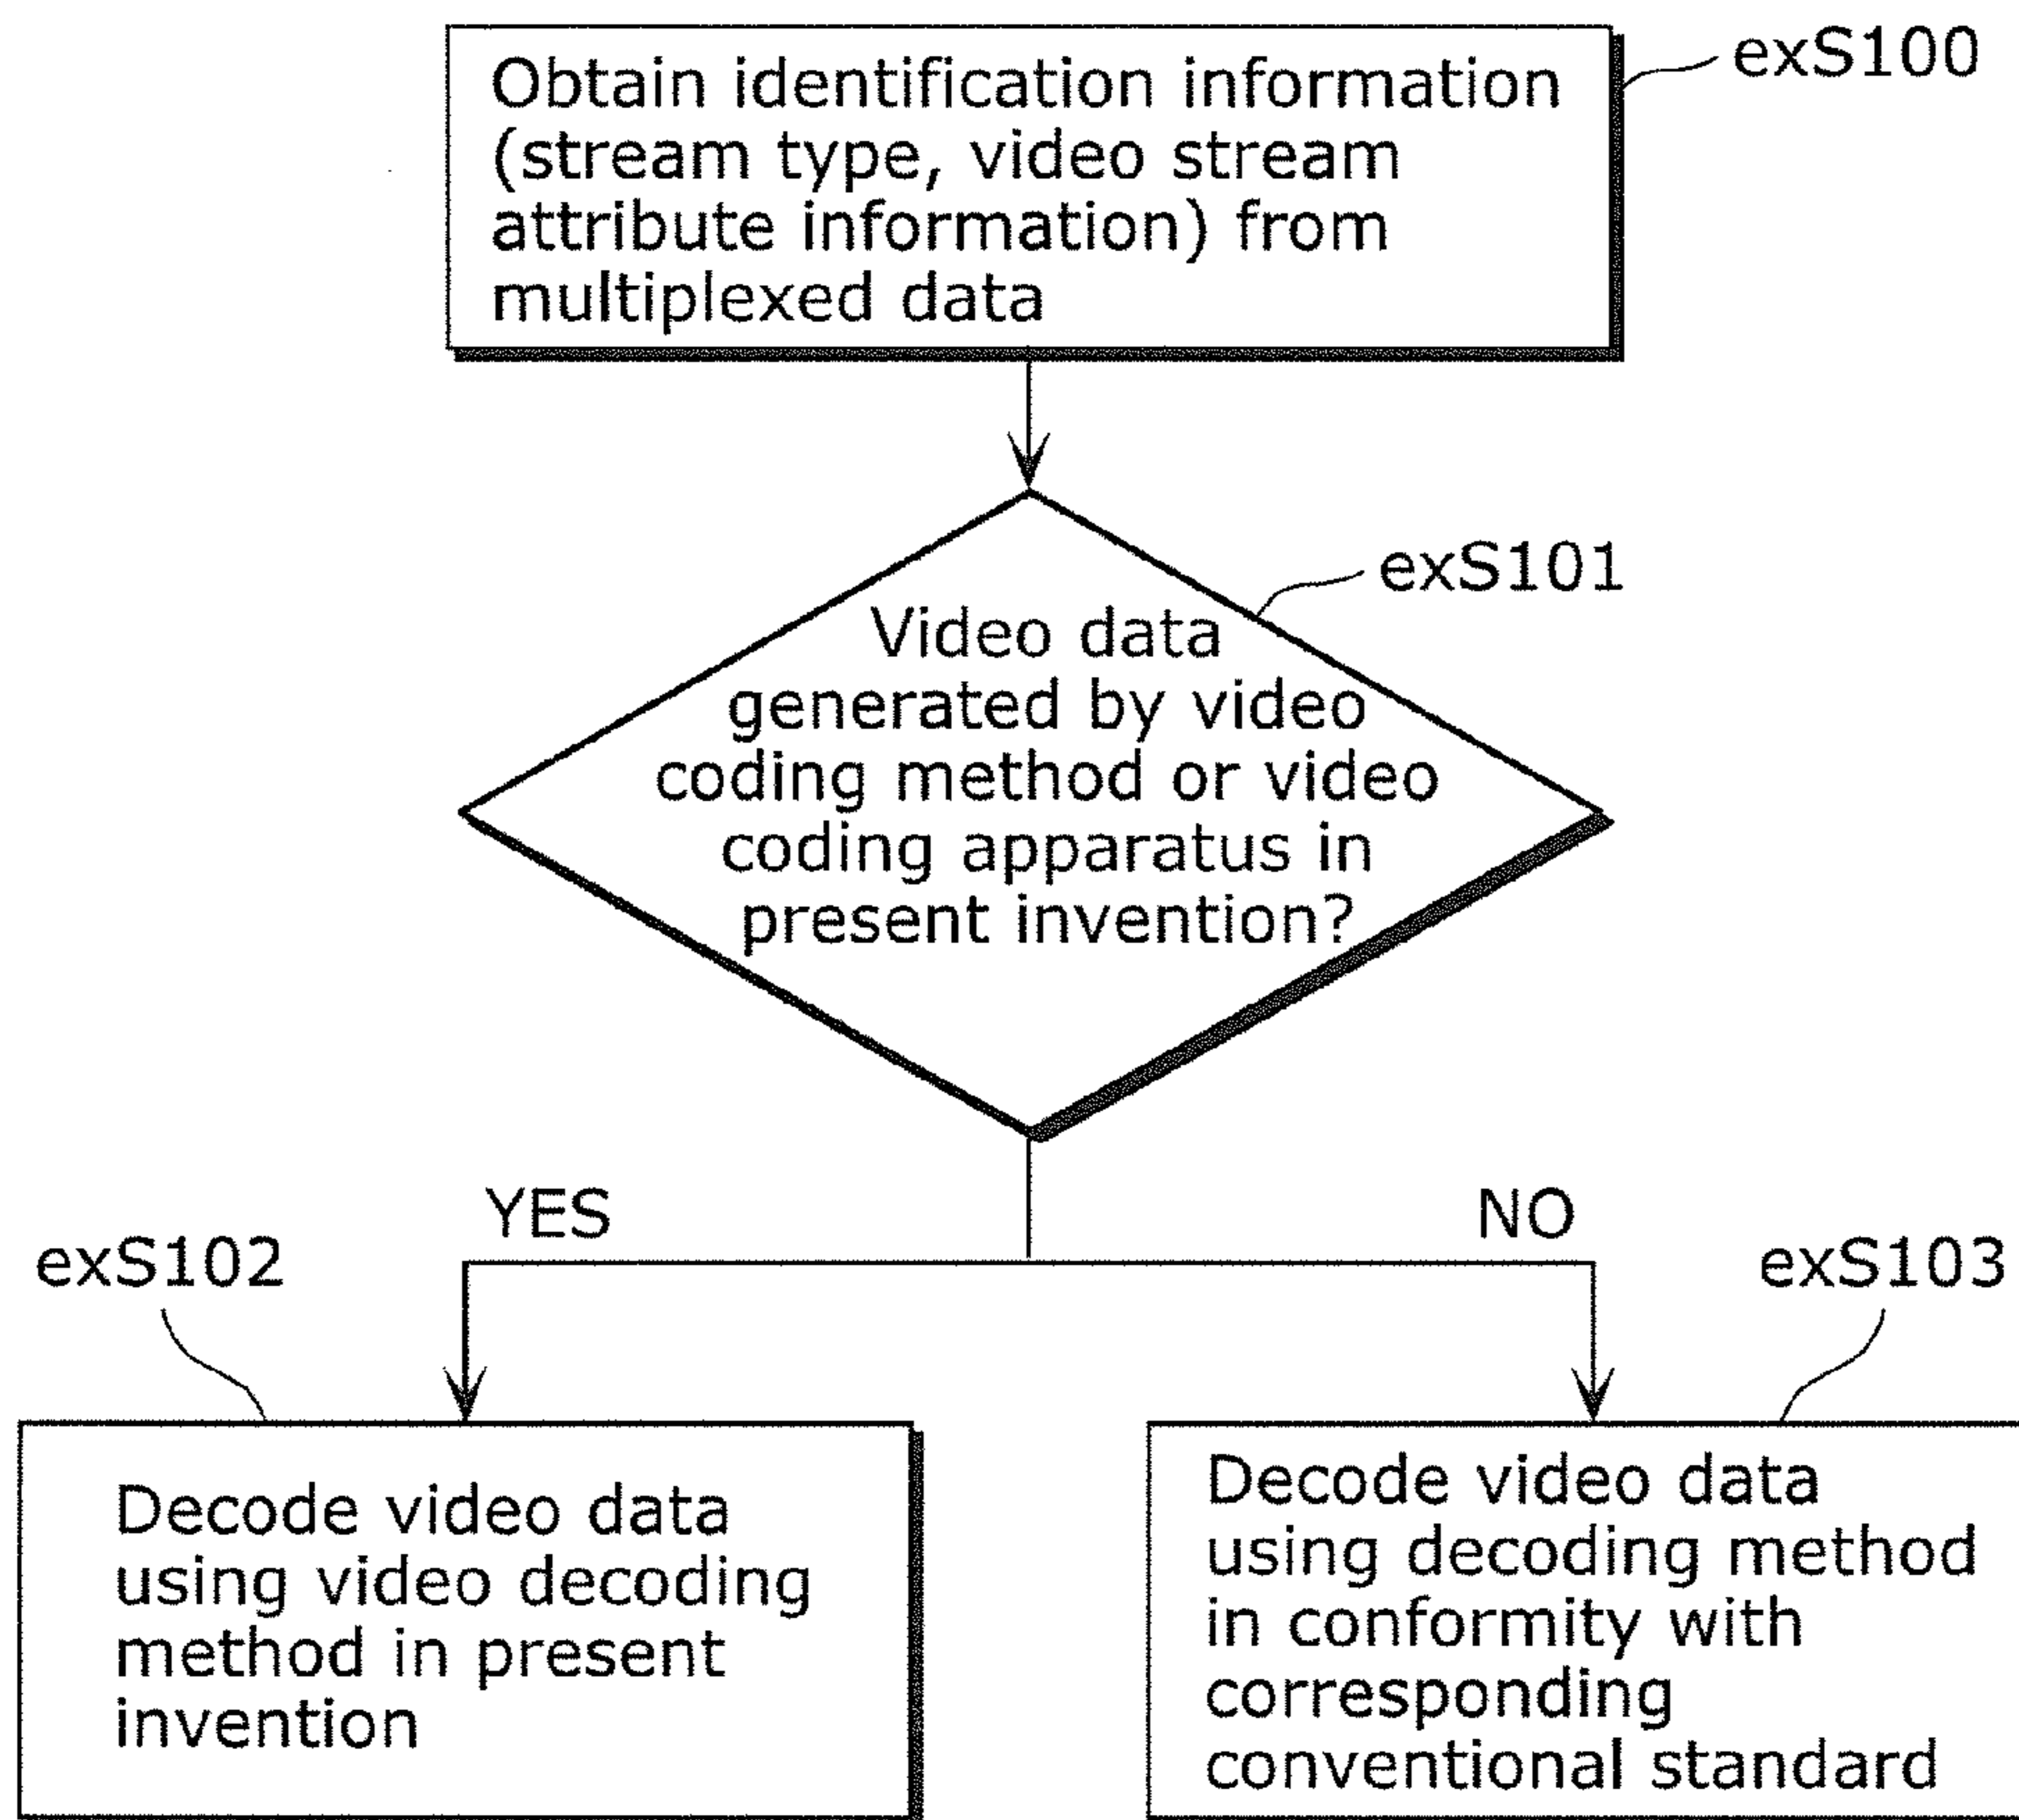 Obtain identification information
(stream type, video stream
attribute information) from
multiplexed data
exS100
exS101
Video data
generated by video
coding method or video
coding apparatus in
present invention?
YES
NO
exS102
exS103
Decode video data
using video decoding
method in present
invention
Decode video data
using decoding method
in conformity with
corresponding
conventional standard